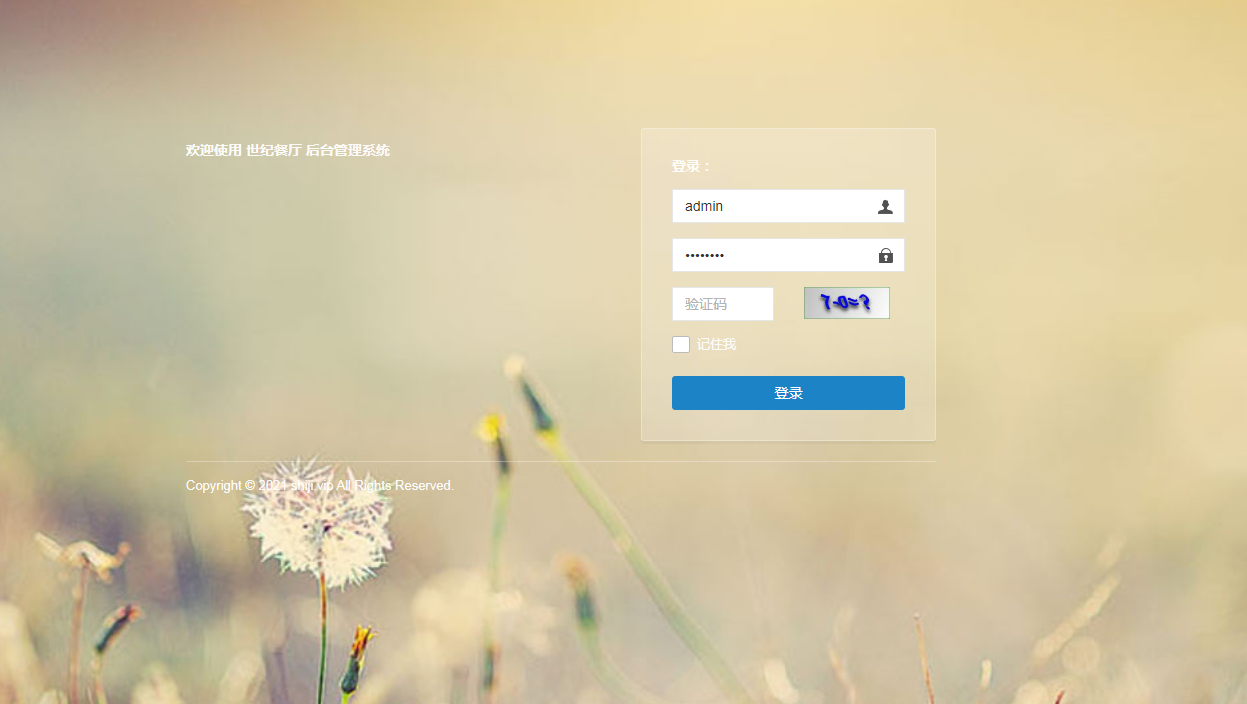 欢迎使用 世纪餐厅 后台管理系统
登录：
admin
••••••••
验证码
7-0=?
记住我
登录
Copyright © 2021 shiji.vip All Rights Reserved.